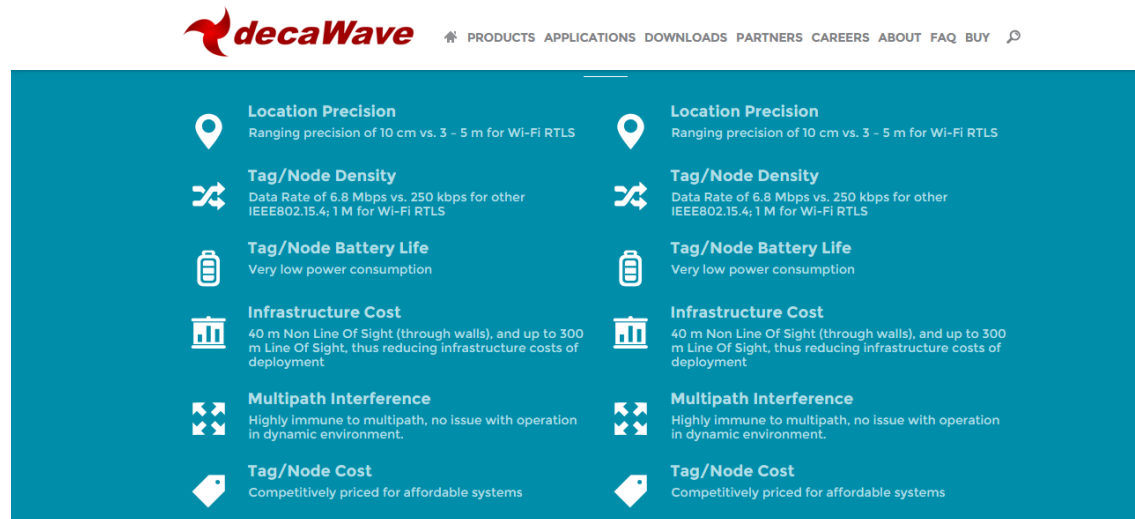 decaWave
PRODUCTS APPLICATIONS DOWNLOADS PARTNERS CAREERS ABOUT FAQ BUY
Location Precision
Ranging precision of 10 cm vs. 3 – 5 m for Wi-Fi RTLS
Tag/Node Density
Data Rate of 6.8 Mbps vs. 250 kbps for other
IEEE802.15.4; 1 M for Wi-Fi RTLS
Tag/Node Battery Life
Very low power consumption
Infrastructure Cost
40 m Non Line Of Sight (through walls), and up to 300
m Line Of Sight, thus reducing infrastructure costs of
deployment
Multipath Interference
Highly immune to multipath, no issue with operation
in dynamic environment.
Tag/Node Cost
Competitively priced for affordable systems
Location Precision
Ranging precision of 10 cm vs. 3 – 5 m for Wi-Fi RTLS
Tag/Node Density
Data Rate of 6.8 Mbps vs. 250 kbps for other
IEEE802.15.4; 1 M for Wi-Fi RTLS
Tag/Node Battery Life
Very low power consumption
Infrastructure Cost
40 m Non Line Of Sight (through walls), and up to 300
m Line Of Sight, thus reducing infrastructure costs of
deployment
Multipath Interference
Highly immune to multipath, no issue with operation
in dynamic environment.
Tag/Node Cost
Competitively priced for affordable systems